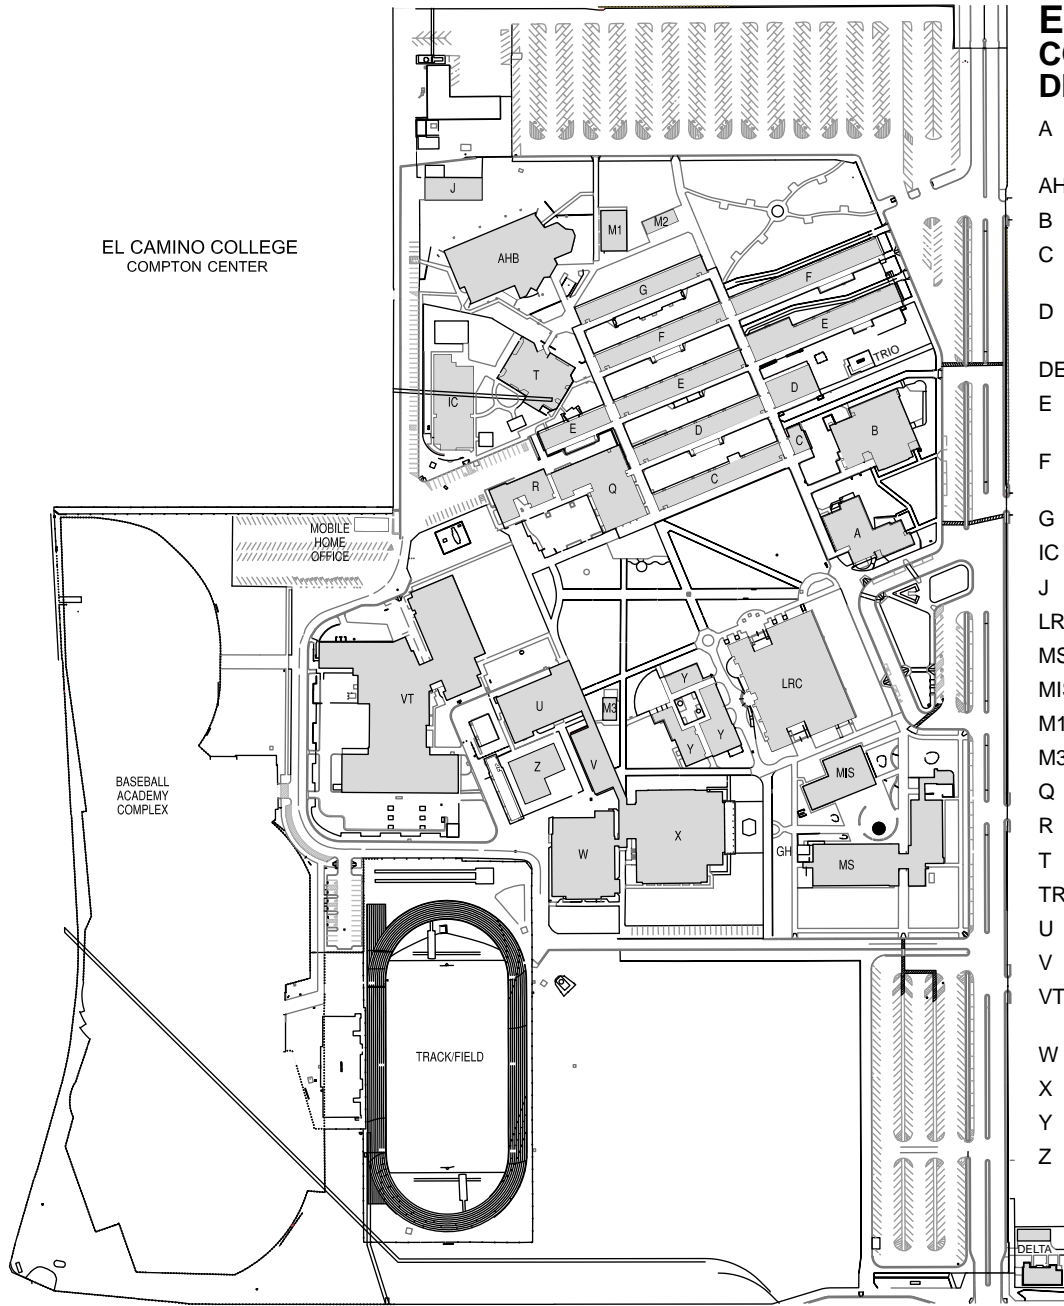 EL CAMINO COLLEGE
COMPTON CENTER
J
AHB
M1
M2
G
F
F
E
T
IC
E
TRIO
D
E
D
C
B
C
R
Q
A
MOBILE
HOME
OFFICE
VT
U
M3
Y
Y
Y
LRC
Z
V
MIS
BASEBALL
ACADEMY
COMPLEX
W
X
GH
MS
TRACK/FIELD
DELTA
E
C
D
A
AH
B
C
D
DE
E
F
G
IC
J
LR
MS
MI
M1
M3
Q
R
T
TR
U
V
VT
W
X
Y
Z